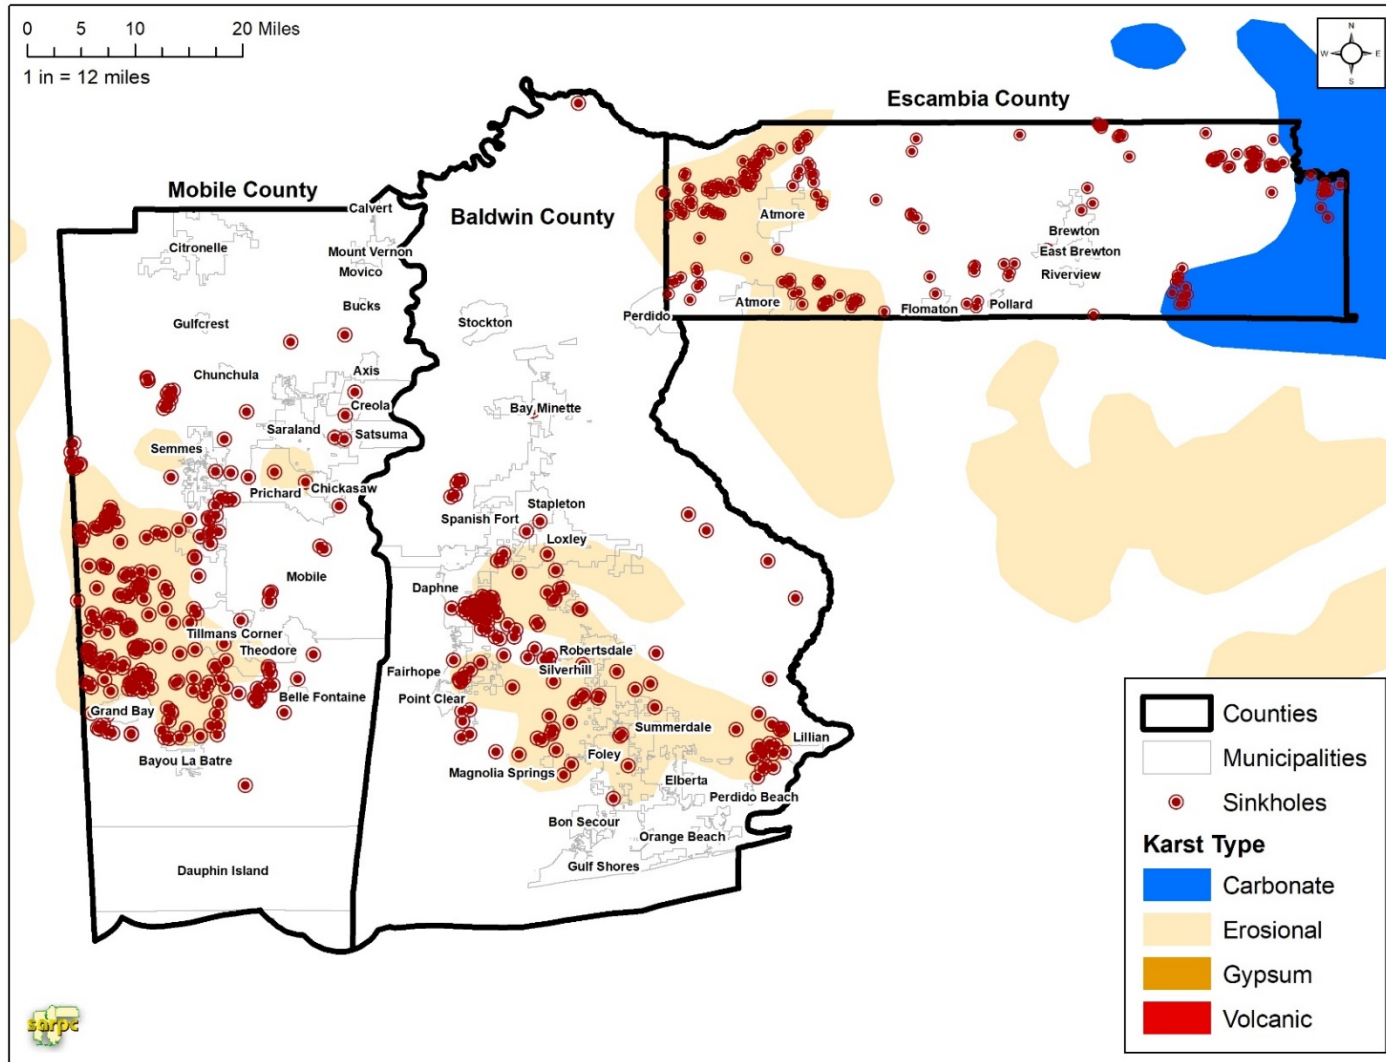 0 10 20 Miles
1 in = 12 miles
N
W E
S
Escambia County
Mobile County
Baldwin County
Calvert
Citronelle
Mount Vernon
Movico
Bucks
Gulfcrest
Chunchula
Axis
Creola
Saraland
Satsuma
Semmes
Prichard
Chickasaw
Mobile
Tillmans Corner
Theodore
Belle Fontaine
Grand Bay
Bayou La Batre
Dauphin Island
Stockton
Perdido
Bay Minette
Stapleton
Spanish Fort
Loxley
Daphne
Robertsdale
Silverhill
Fairhope
Point Clear
Summerdale
Lillian
Foley
Magnolia Springs
Elberta
Perdido Beach
Bon Secour
Orange Beach
Gulf Shores
Atmore
Brewton
East Brewton
Riverview
Atmore
Flomaton
Pollard
Counties
Municipalities
Sinkholes
Karst Type
Carbonate
Erosional
Gypsum
Volcanic
sarpc